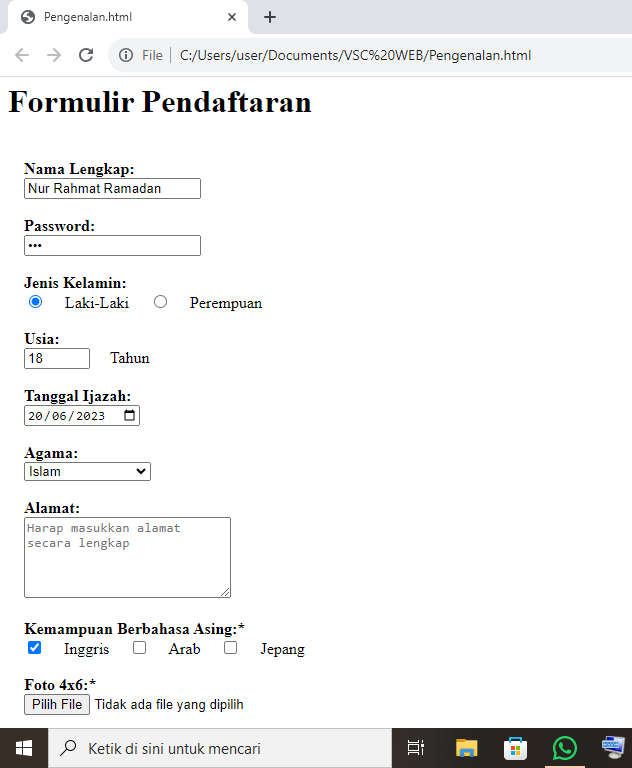 Pengenalan.html
File
C:/Users/user/Documents/VSC%20WEB/Pengenalan.html
Formulir Pendaftaran
Nama Lengkap:
Nur Rahmat Ramadan
Password:
•••
Jenis Kelamin:
Laki-Laki Perempuan
Usia:
18 Tahun
Tanggal Ijazah:
20/06/2023
Agama:
Islam
Alamat:
Harap masukkan alamat
secara lengkap
Kemampuan Berbahasa Asing:*
Inggris Arab Jepang
Foto 4x6:*
Pilih File Tidak ada file yang dipilih
Ketik di sini untuk mencari